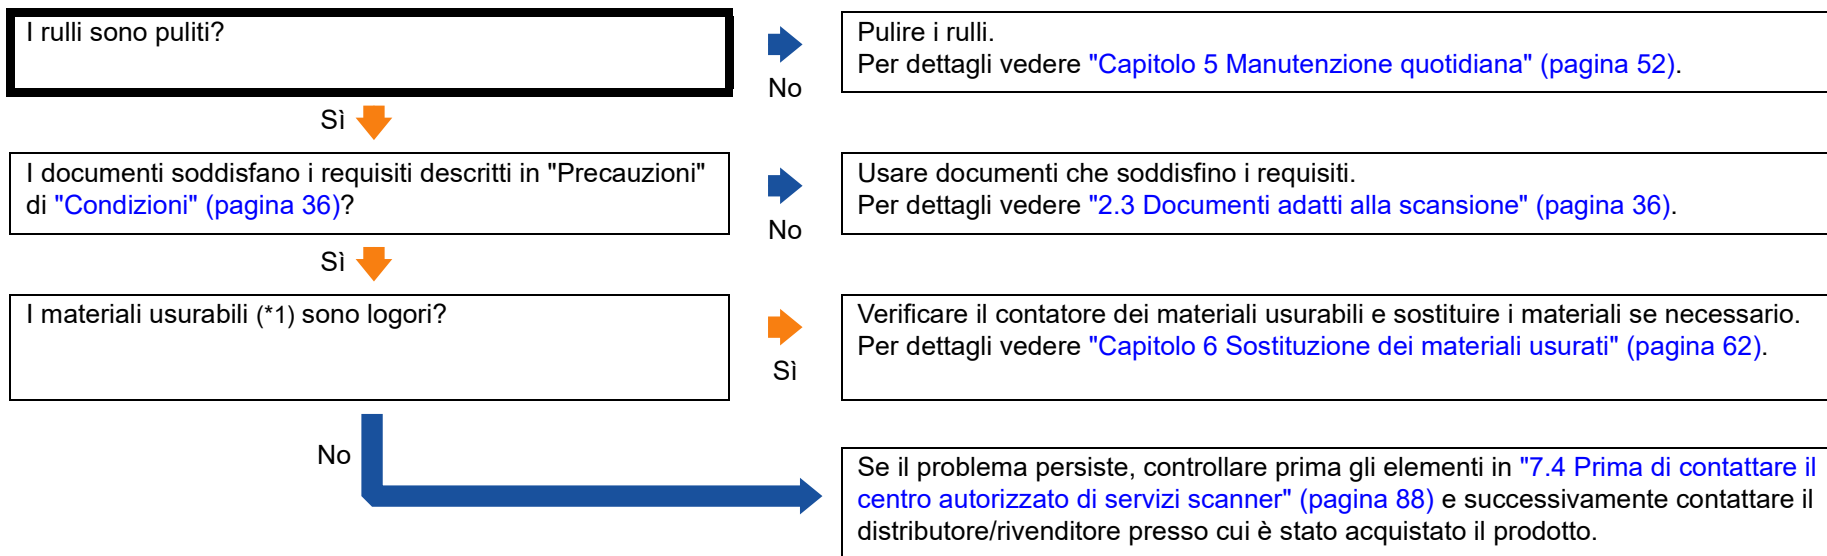 I rulli sono puliti?
No
Pulire i rulli.
Per dettagli vedere "Capitolo 5 Manutenzione quotidiana" (pagina 52).
Sì
I documenti soddisfano i requisiti descritti in "Precauzioni"
di "Condizioni" (pagina 36)?
No
Usare documenti che soddisfino i requisiti.
Per dettagli vedere "2.3 Documenti adatti alla scansione" (pagina 36).
Sì
I materiali usurabili (*1) sono logori?
Sì
Verificare il contatore dei materiali usurabili e sostituire i materiali se necessario.
Per dettagli vedere "Capitolo 6 Sostituzione dei materiali usurati" (pagina 62).
No
Se il problema persiste, controllare prima gli elementi in "7.4 Prima di contattare il
centro autorizzato di servizi scanner" (pagina 88) e successivamente contattare il
distributore/rivenditore presso cui è stato acquistato il prodotto.